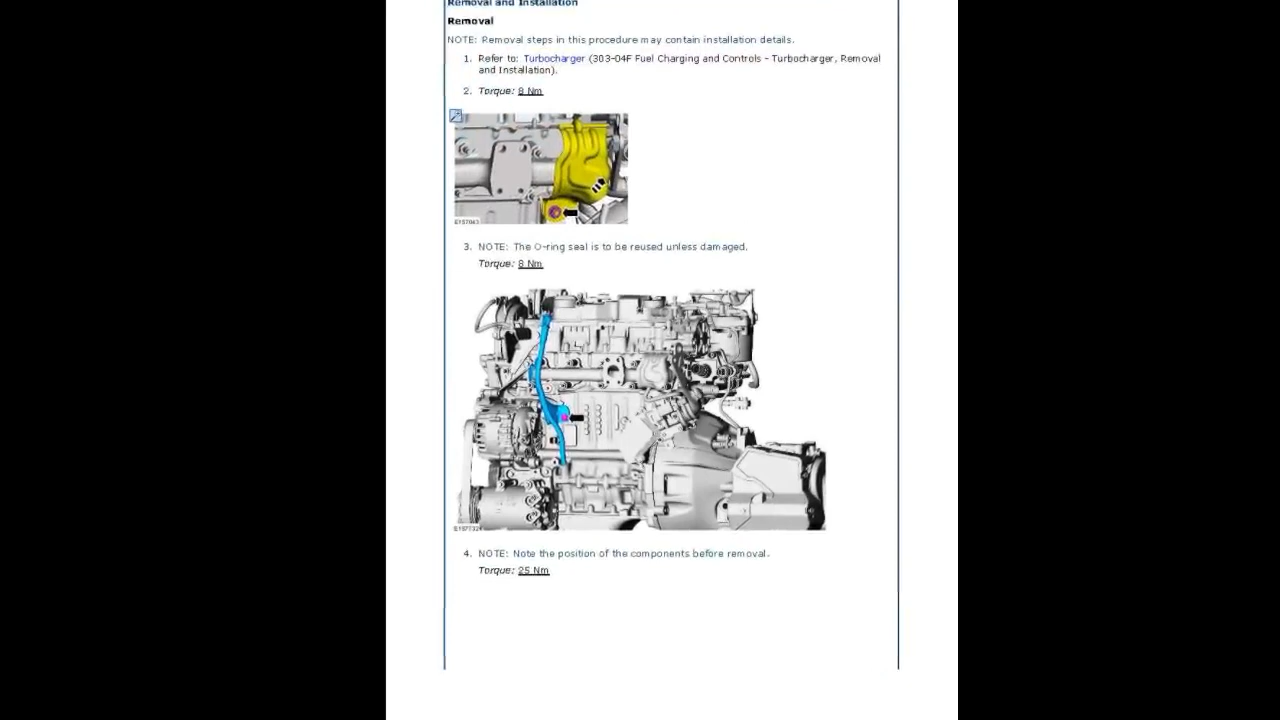 Removal and Installation
Removal
NOTE: Removal steps in this procedure may contain installation details.
1. Refer to: Turbocharger (303-04F Fuel Charging and Controls - Turbocharger, Removal
and Installation).
2. Torque: 8 Nm
E157943
3. NOTE: The O-ring seal is to be reused unless damaged.
Torque: 8 Nm
4. NOTE: Note the position of the components before removal.
Torque: 25 Nm